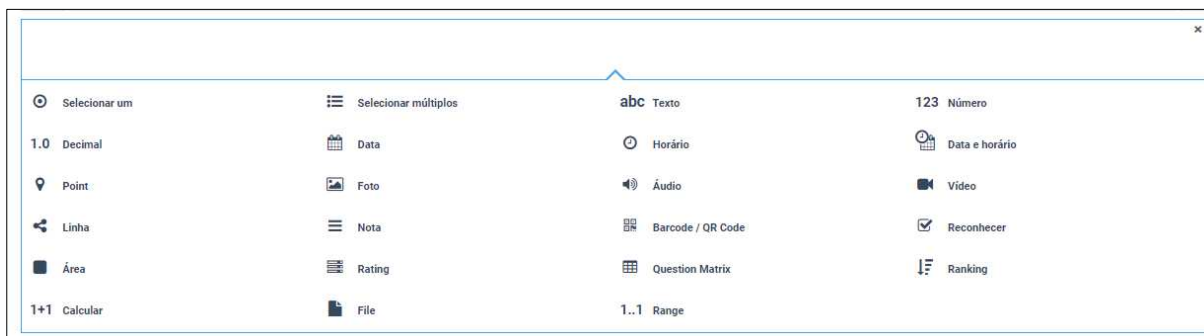 ×
Selecionar um Selecionar múltiplos abc Texto 123 Número
1.0 Decimal Data Horário Data e horário
Point Foto Áudio Vídeo
Linha Nota Barcode / QR Code Reconhecer
Área Rating Question Matrix Ranking
1+1 Calcular File 1..1 Range